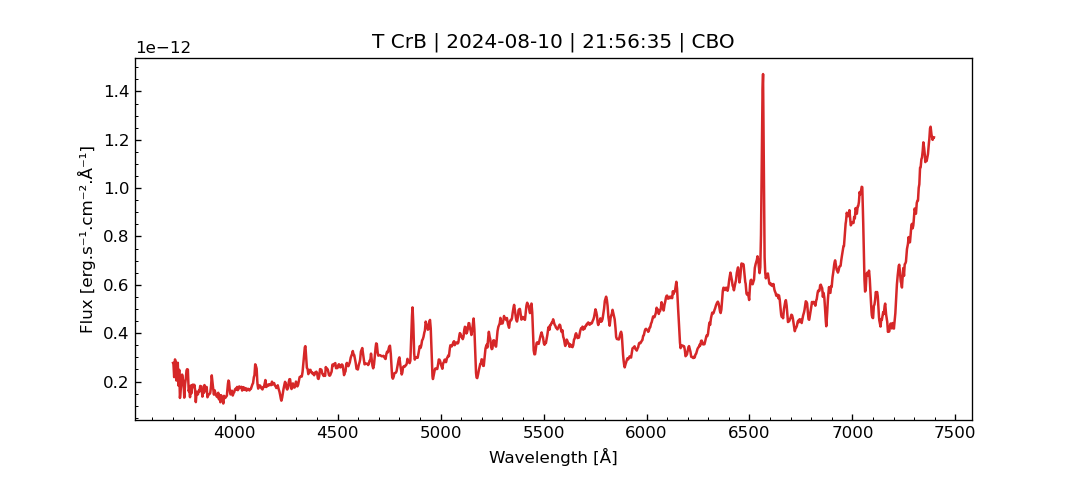 T CrB | 2024-08-10 | 21:56:35 | CBO
1e−12
1.4
1.2
1.0
0.8
0.6
0.4
0.2
Flux [erg.s⁻¹.cm⁻².Å⁻¹]
4000 4500 5000 5500 6000 6500 7000 7500
Wavelength [Å]